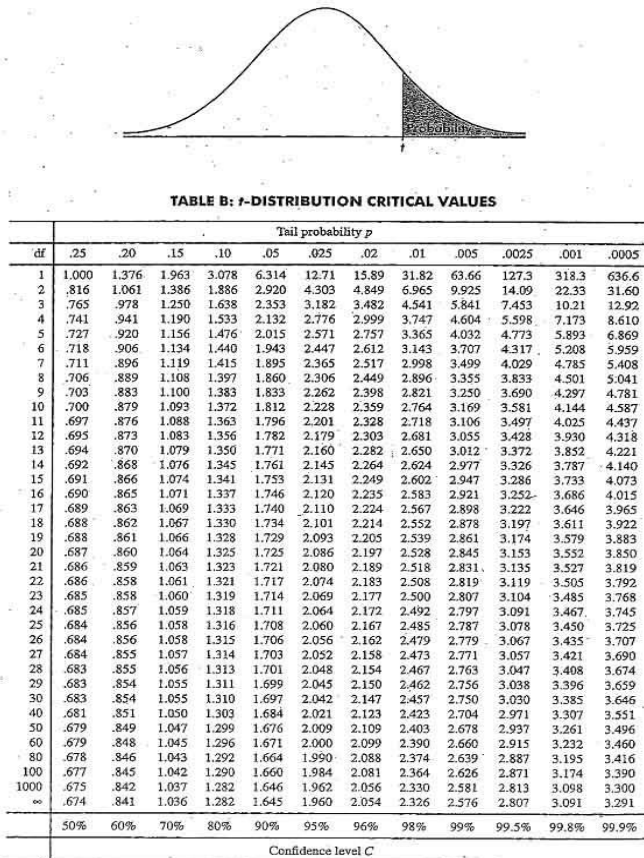 Probability
t
TABLE B: t-DISTRIBUTION CRITICAL VALUES
Tail probability p
df .25 .20 .15 .10 .05 .025 .02 .01 .005 .0025 .001 .0005
1 1.000 1.376 1.963 3.078 6.314 12.71 15.89 31.82 63.66 127.3 318.3 636.6
2 .816 1.061 1.386 1.886 2.920 4.303 4.849 6.965 9.925 14.09 22.33 31.60
3 .765 .978 1.250 1.638 2.353 3.182 3.482 4.541 5.841 7.453 10.21 12.92
4 .741 .941 1.190 1.533 2.132 2.776 2.999 3.747 4.604 5.598 7.173 8.610
5 .727 .920 1.156 1.476 2.015 2.571 2.757 3.365 4.032 4.773 5.893 6.869
6 .718 .906 1.134 1.440 1.943 2.447 2.612 3.143 3.707 4.317 5.208 5.959
7 .711 .896 1.119 1.415 1.895 2.365 2.517 2.998 3.499 4.029 4.785 5.408
8 .706 .889 1.108 1.397 1.860 2.306 2.449 2.896 3.355 3.833 4.501 5.041
9 .703 .883 1.100 1.383 1.833 2.262 2.398 2.821 3.250 3.690 4.297 4.781
10 .700 .879 1.093 1.372 1.812 2.228 2.359 2.764 3.169 3.581 4.144 4.587
11 .697 .876 1.088 1.363 1.796 2.201 2.328 2.718 3.106 3.497 4.025 4.437
12 .695 .873 1.083 1.356 1.782 2.179 2.303 2.681 3.055 3.428 3.930 4.318
13 .694 .870 1.079 1.350 1.771 2.160 2.282 2.650 3.012 3.372 3.852 4.221
14 .692 .868 1.076 1.345 1.761 2.145 2.264 2.624 2.977 3.326 3.787 4.140
15 .691 .866 1.074 1.341 1.753 2.131 2.249 2.602 2.947 3.286 3.733 4.073
16 .690 .865 1.071 1.337 1.746 2.120 2.235 2.583 2.921 3.252 3.686 4.015
17 .689 .863 1.069 1.333 1.740 2.110 2.224 2.567 2.898 3.222 3.646 3.965
18 .688 .862 1.067 1.330 1.734 2.101 2.214 2.552 2.878 3.197 3.611 3.922
19 .688 .861 1.066 1.328 1.729 2.093 2.205 2.539 2.861 3.174 3.579 3.883
20 .687 .860 1.064 1.325 1.725 2.086 2.197 2.528 2.845 3.153 3.552 3.850
21 .686 .859 1.063 1.323 1.721 2.080 2.189 2.518 2.831 3.135 3.527 3.819
22 .686 .858 1.061 1.321 1.717 2.074 2.183 2.508 2.819 3.119 3.505 3.792
23 .685 .858 1.060 1.319 1.714 2.069 2.177 2.500 2.807 3.104 3.485 3.768
24 .685 .857 1.059 1.318 1.711 2.064 2.172 2.492 2.797 3.091 3.467 3.745
25 .684 .856 1.058 1.316 1.708 2.060 2.167 2.485 2.787 3.078 3.450 3.725
26 .684 .856 1.058 1.315 1.706 2.056 2.162 2.479 2.779 3.067 3.435 3.707
27 .684 .855 1.057 1.314 1.703 2.052 2.158 2.473 2.771 3.057 3.421 3.690
28 .683 .855 1.056 1.313 1.701 2.048 2.154 2.467 2.763 3.047 3.408 3.674
29 .683 .854 1.055 1.311 1.699 2.045 2.150 2.462 2.756 3.038 3.396 3.659
30 .683 .854 1.055 1.310 1.697 2.042 2.147 2.457 2.750 3.030 3.385 3.646
40 .681 .851 1.050 1.303 1.684 2.021 2.123 2.423 2.704 2.971 3.307 3.551
50 .679 .849 1.047 1.299 1.676 2.009 2.109 2.403 2.678 2.937 3.261 3.496
60 .679 .848 1.045 1.296 1.671 2.000 2.099 2.390 2.660 2.915 3.232 3.460
80 .678 .846 1.043 1.292 1.664 1.990 2.088 2.374 2.639 2.887 3.195 3.416
100 .677 .845 1.042 1.290 1.660 1.984 2.081 2.364 2.626 2.871 3.174 3.390
1000 .675 .842 1.037 1.282 1.646 1.962 2.056 2.330 2.581 2.813 3.098 3.300
∞ .674 .841 1.036 1.282 1.645 1.960 2.054 2.326 2.576 2.807 3.091 3.291
50% 60% 70% 80% 90% 95% 96% 98% 99% 99.5% 99.8% 99.9%
Confidence level C